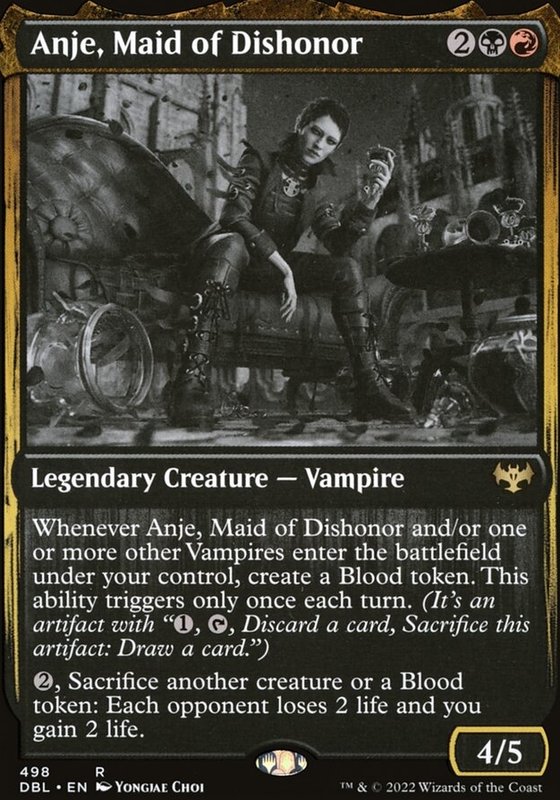 Anje, Maid of Dishonor 2
Legendary Creature — Vampire
Whenever Anje, Maid of Dishonor and/or one
or more other Vampires enter the battlefield
under your control, create a Blood token. This
ability triggers only once each turn. (It's an
artifact with “1, , Discard a card, Sacrifice this
artifact: Draw a card.”)
2, Sacrifice another creature or a Blood
token: Each opponent loses 2 life and you
gain 2 life.
4/5
498 R
DBL • EN Yongjae Choi
™ & © 2022 Wizards of the Coast